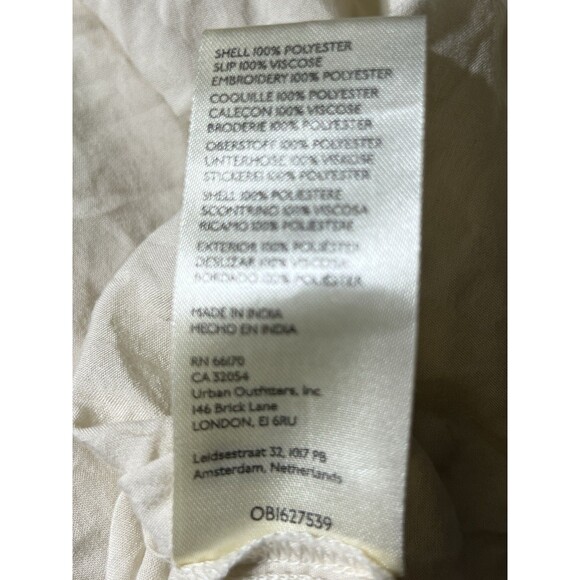 SHELL 100% POLYESTER
SLIP 100% VISCOSE
EMBROIDERY 100% POLYESTER
COQUILLE 100% POLYESTER
CALEÇON 100% VISCOSE
BRODERIE 100% POLYESTER
OBERSTOFF 100% POLYESTER
UNTERHOSE 100% VISKOSE
STICKEREI 100% POLYESTER
SHELL 100% POLIESTERE
SCONTRINO 100% VISCOSA
RICAMO 100% POLIESTERE
EXTERIOR 100% POLIÉSTER
DESLIZAR 100% VISCOSA
BORDADO 100% POLIÉSTER
MADE IN INDIA
HECHO EN INDIA
RN 66170
CA 32054
Urban Outfitters, Inc.
146 Brick Lane
LONDON, E1 6RU
Leidsestraat 32, 1017 PB
Amsterdam, Netherlands
OB1627539